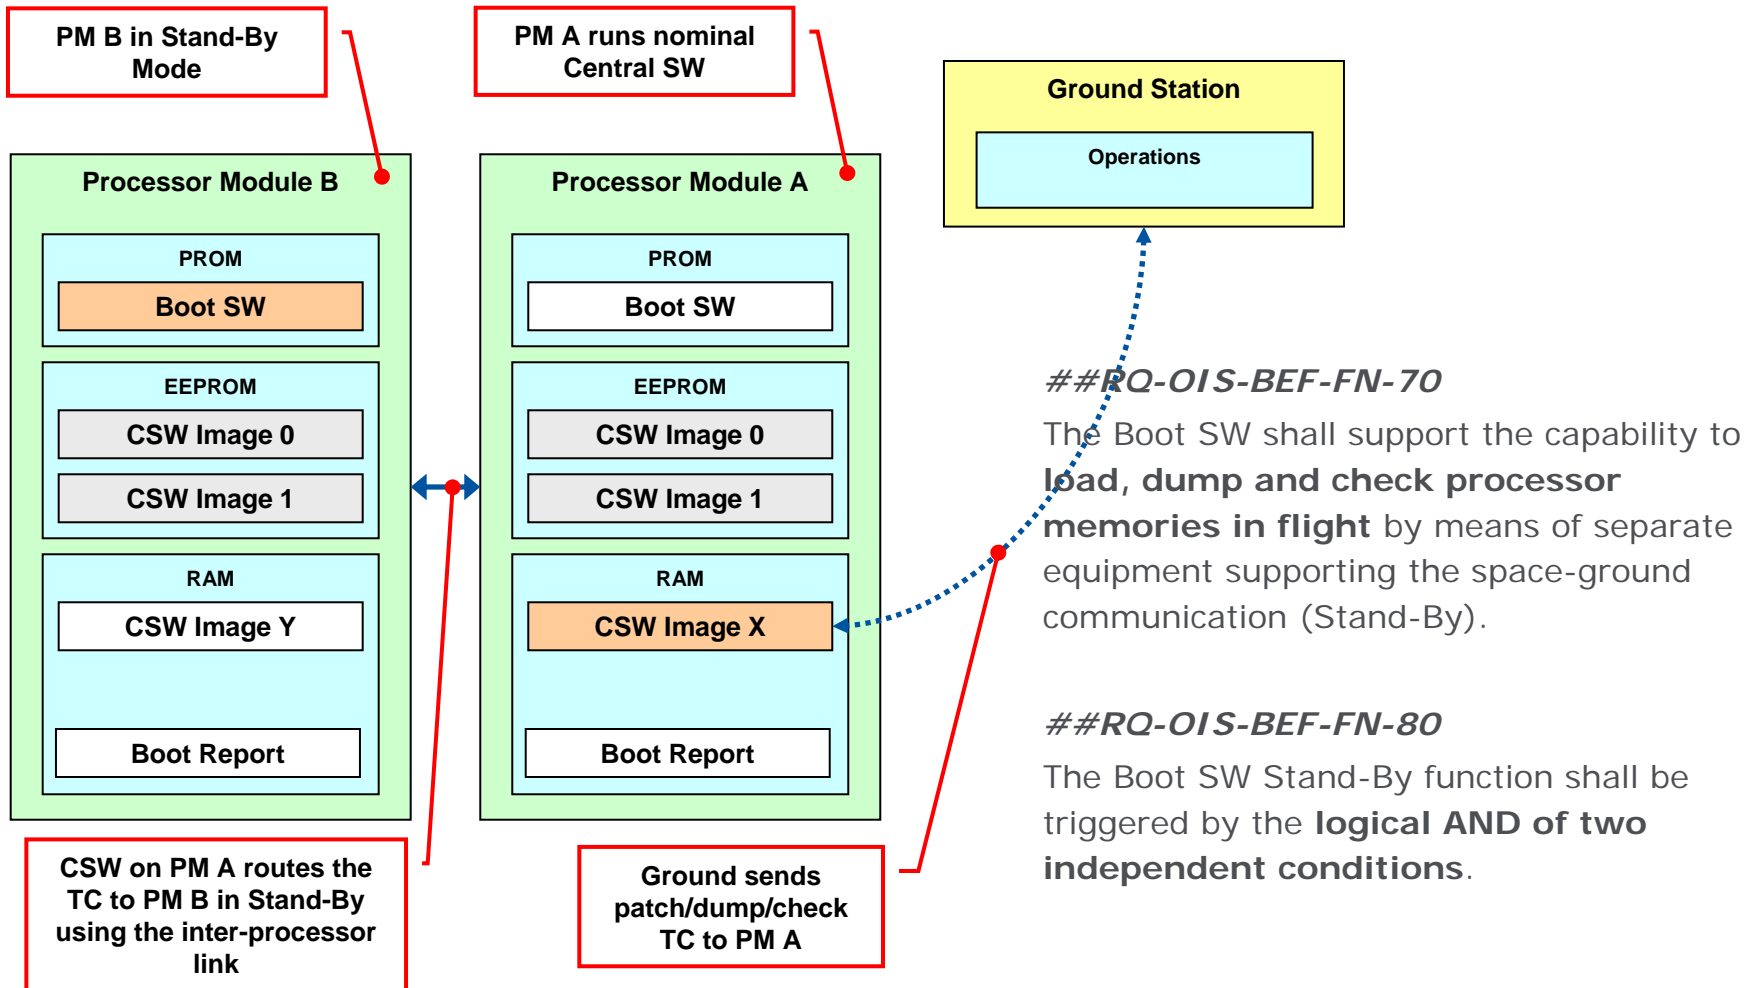 PM B in Stand-By
Mode
PM A runs nominal
Central SW
Ground Station
Operations
Processor Module B
PROM
Boot SW
EEPROM
CSW Image 0
CSW Image 1
RAM
CSW Image Y
Boot Report
Processor Module A
PROM
Boot SW
EEPROM
CSW Image 0
CSW Image 1
RAM
CSW Image X
Boot Report
##RQ-OIS-BEF-FN-70
The Boot SW shall support the capability to
load, dump and check processor
memories in flight by means of separate
equipment supporting the space-ground
communication (Stand-By).
##RQ-OIS-BEF-FN-80
The Boot SW Stand-By function shall be
triggered by the logical AND of two
independent conditions.
CSW on PM A routes the
TC to PM B in Stand-By
using the inter-processor
link
Ground sends
patch/dump/check
TC to PM A